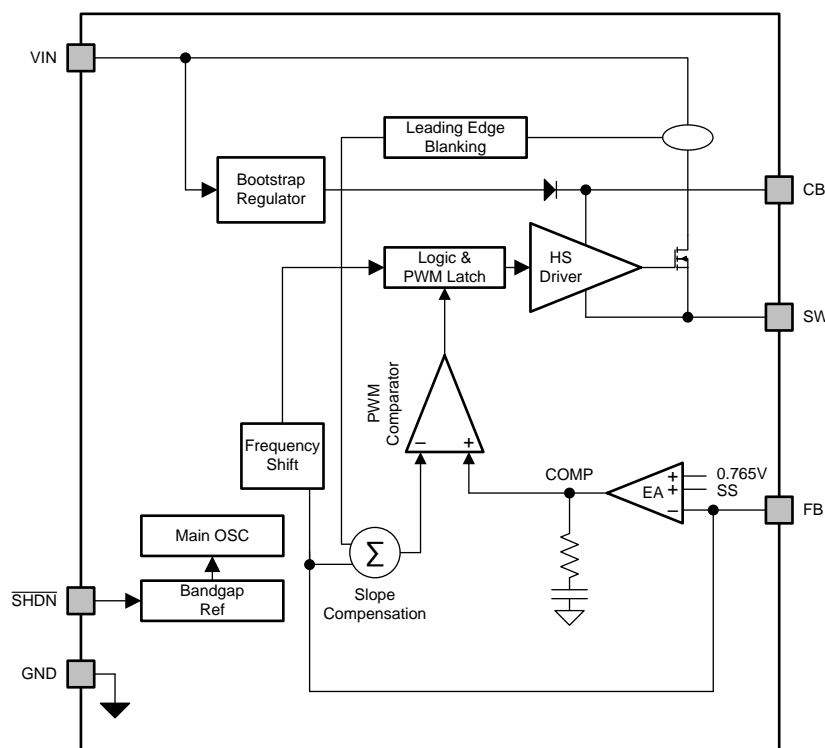 VIN
Leading Edge
Blanking
Bootstrap
Regulator
CB
Logic &
PWM Latch
HS
Driver
SW
PWM
Comparator
− +
Frequency
Shift
COMP
EA
+
+
−
0.765V
SS
FB
Main OSC
Σ
SHDN
Bandgap
Ref
Slope
Compensation
GND